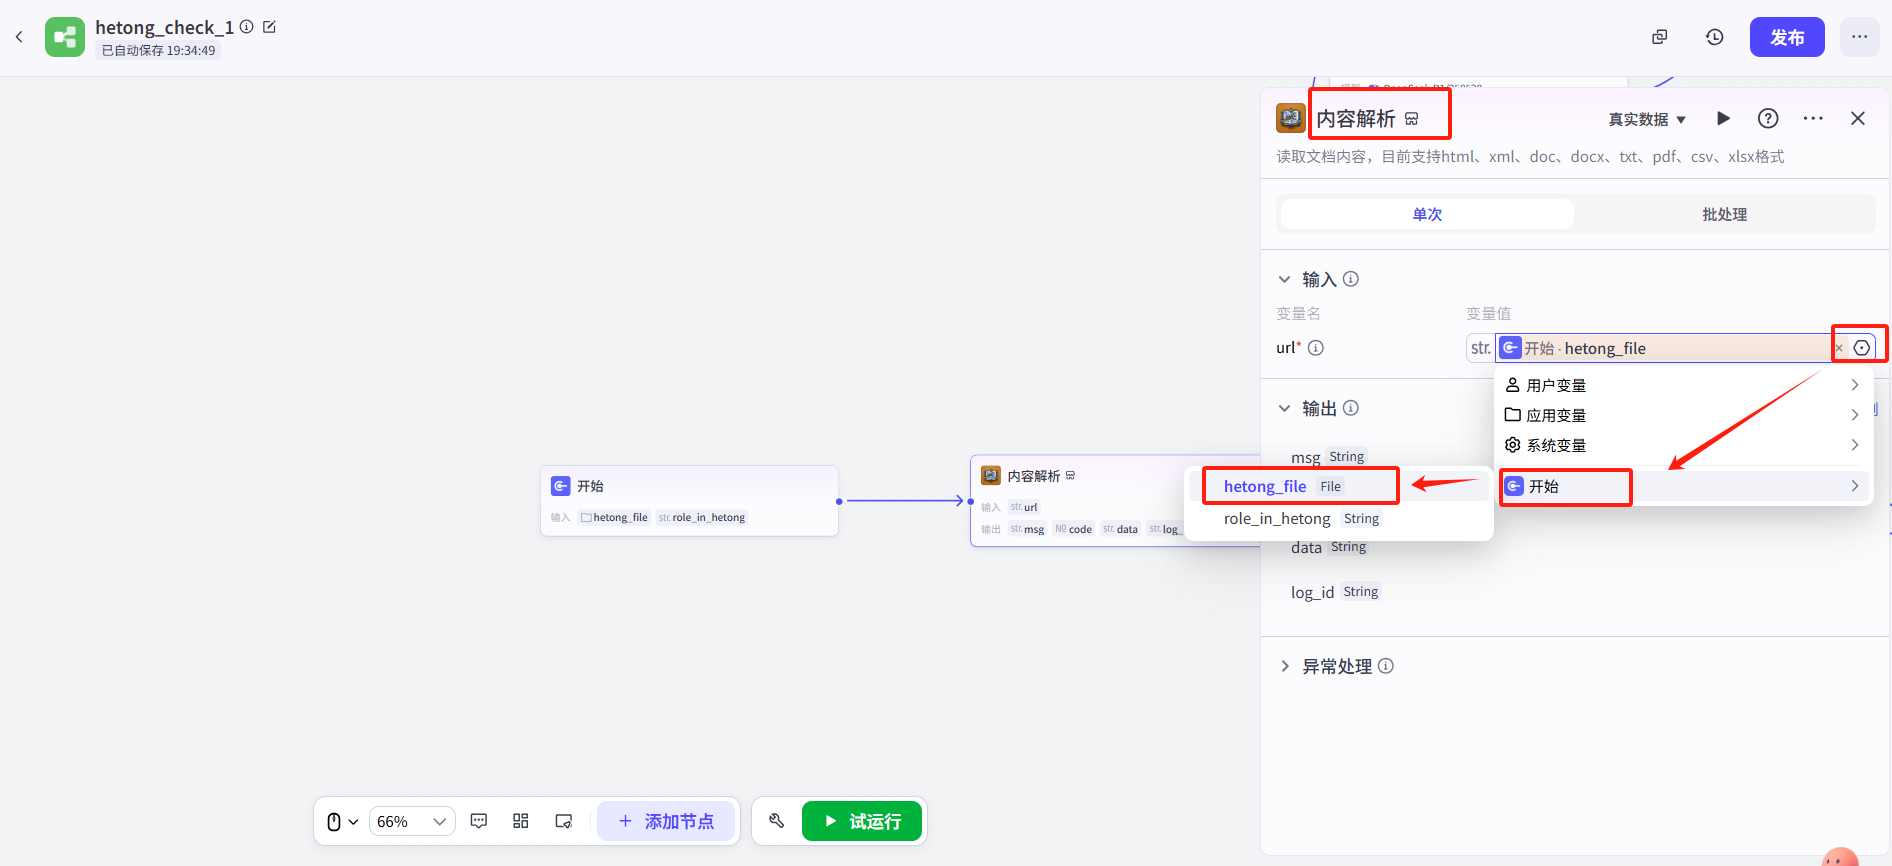 hetong_check_1
已自动保存 19:34:49
发布
内容解析
真实数据
读取文档内容，目前支持html、xml、doc、docx、txt、pdf、csv、xlsx格式
单次
批处理
输入
变量名
变量值
url*
str.
开始 - hetong_file
用户变量
应用变量
系统变量
开始
输出
msg String
hetong_file File
role_in_hetong String
data String
log_id String
异常处理
开始
输入 hetong_file str. role_in_hetong
内容解析
输入 str. url
输出 str. msg № code str. data str. log_
66%
添加节点
试运行